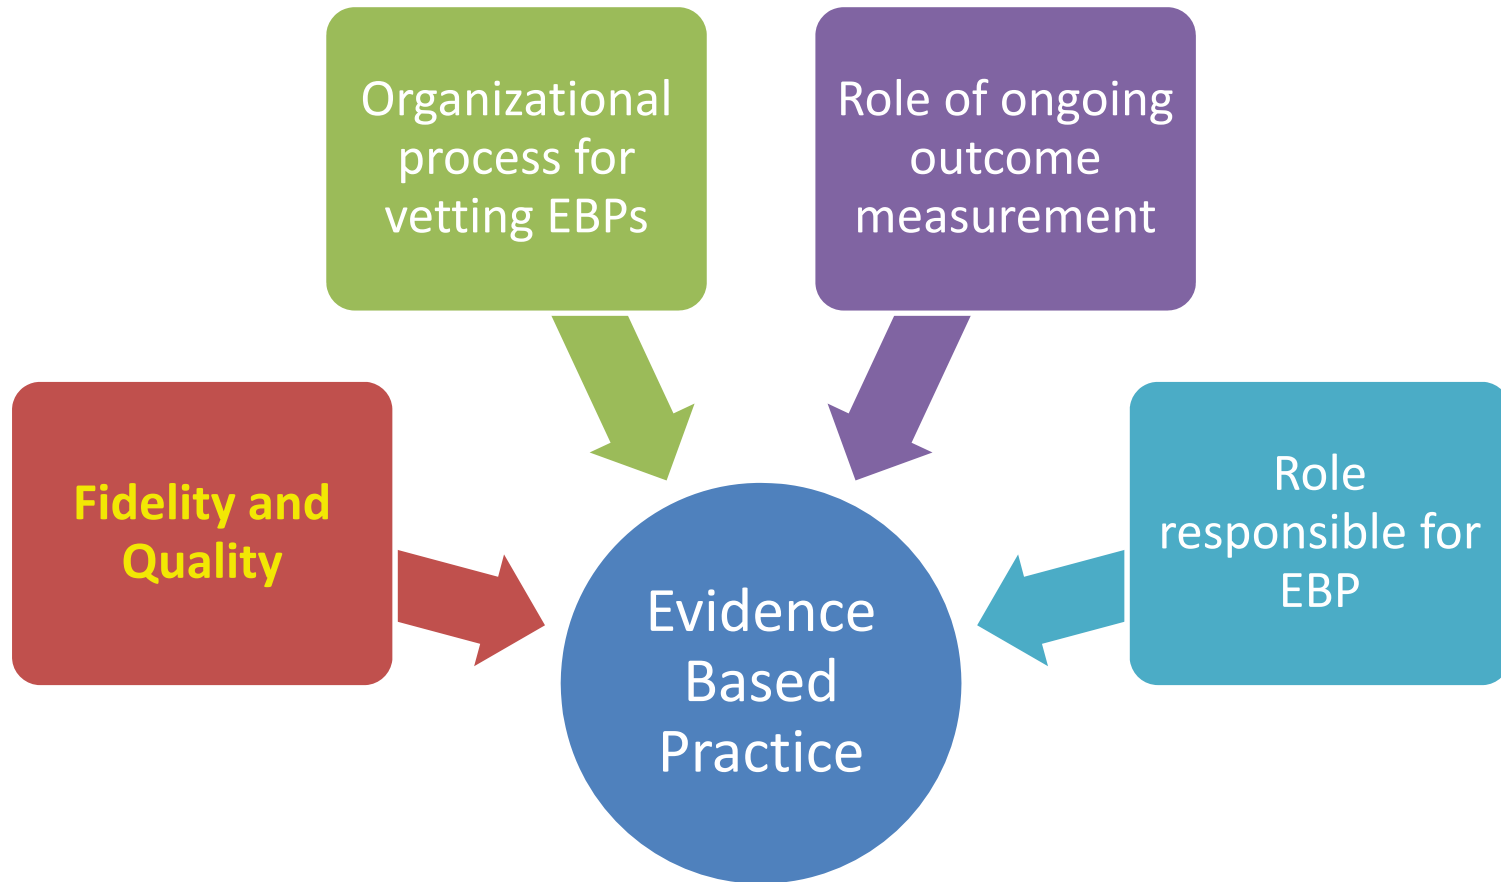 Organizational
process for
vetting EBPs
Role of ongoing
outcome
measurement
Fidelity and
Quality
Role
responsible for
EBP
Evidence
Based
Practice